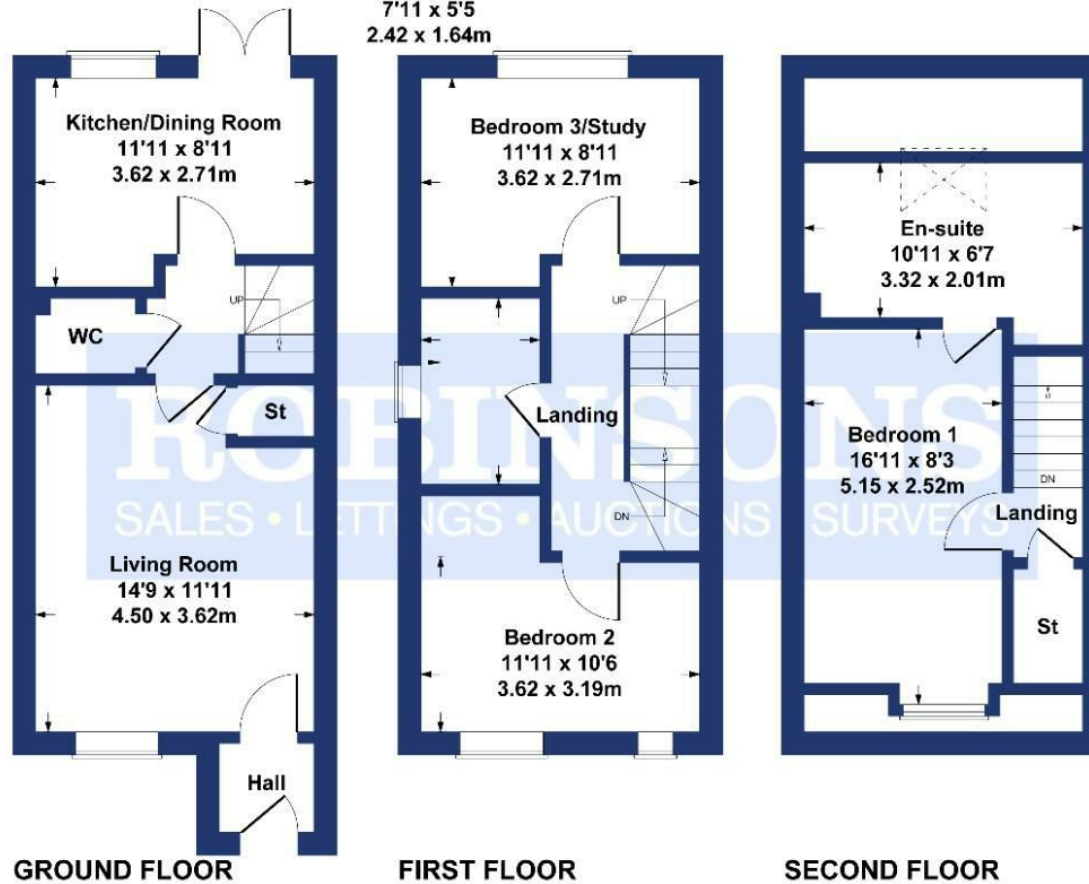 7'11 x 5'5
2.42 x 1.64m
Kitchen/Dining Room
11'11 x 8'11
3.62 x 2.71m
UP
WC
St
Living Room
14'9 x 11'11
4.50 x 3.62m
Hall
GROUND FLOOR
Bedroom 3/Study
11'11 x 8'11
3.62 x 2.71m
UP
Landing
DN
Bedroom 2
11'11 x 10'6
3.62 x 3.19m
FIRST FLOOR
En-suite
10'11 x 6'7
3.32 x 2.01m
Bedroom 1
16'11 x 8'3
5.15 x 2.52m
DN
Landing
St
SECOND FLOOR
ROBINSONS
SALES • LETTINGS • AUCTIONS SURVEYS